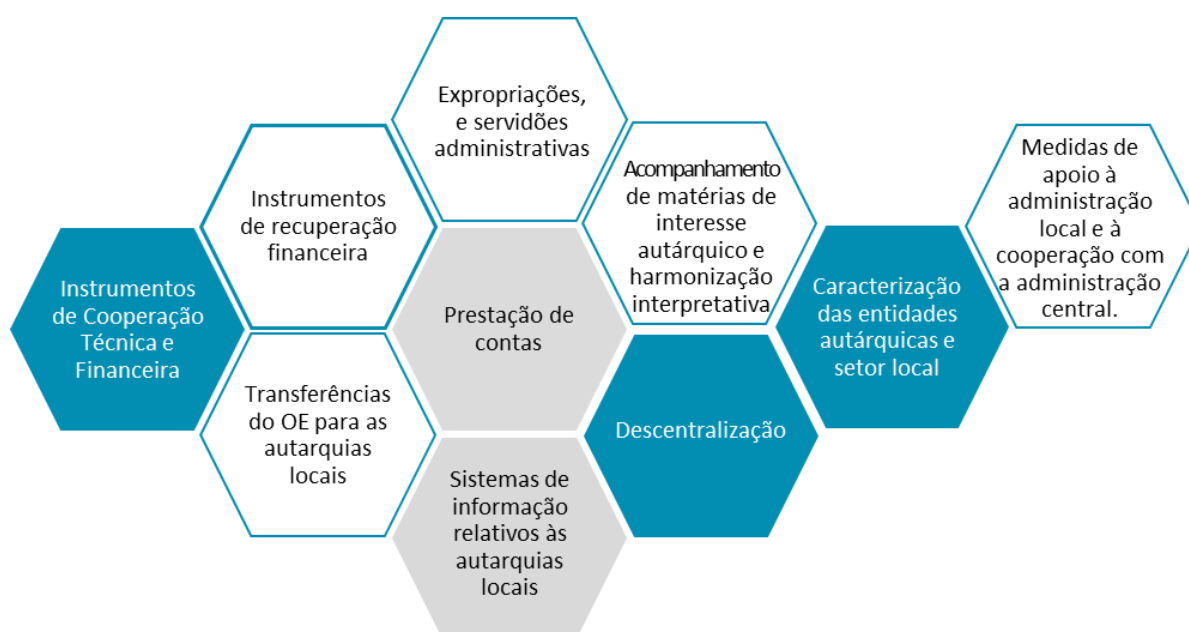 Expropriações,
e servidões
administrativas
Instrumentos
de recuperação
financeira
Acompanhamento
de matérias de
interesse
autárquico e
harmonização
interpretativa
Medidas de
apoio à
administração
local e à
cooperação com
a administração
central.
Instrumentos
de Cooperação
Técnica e
Financeira
Prestação de
contas
Caracterização
das entidades
autárquicas e
setor local
Transferências
do OE para as
autarquias
locais
Descentralização
Sistemas de
informação
relativos às
autarquias
locais